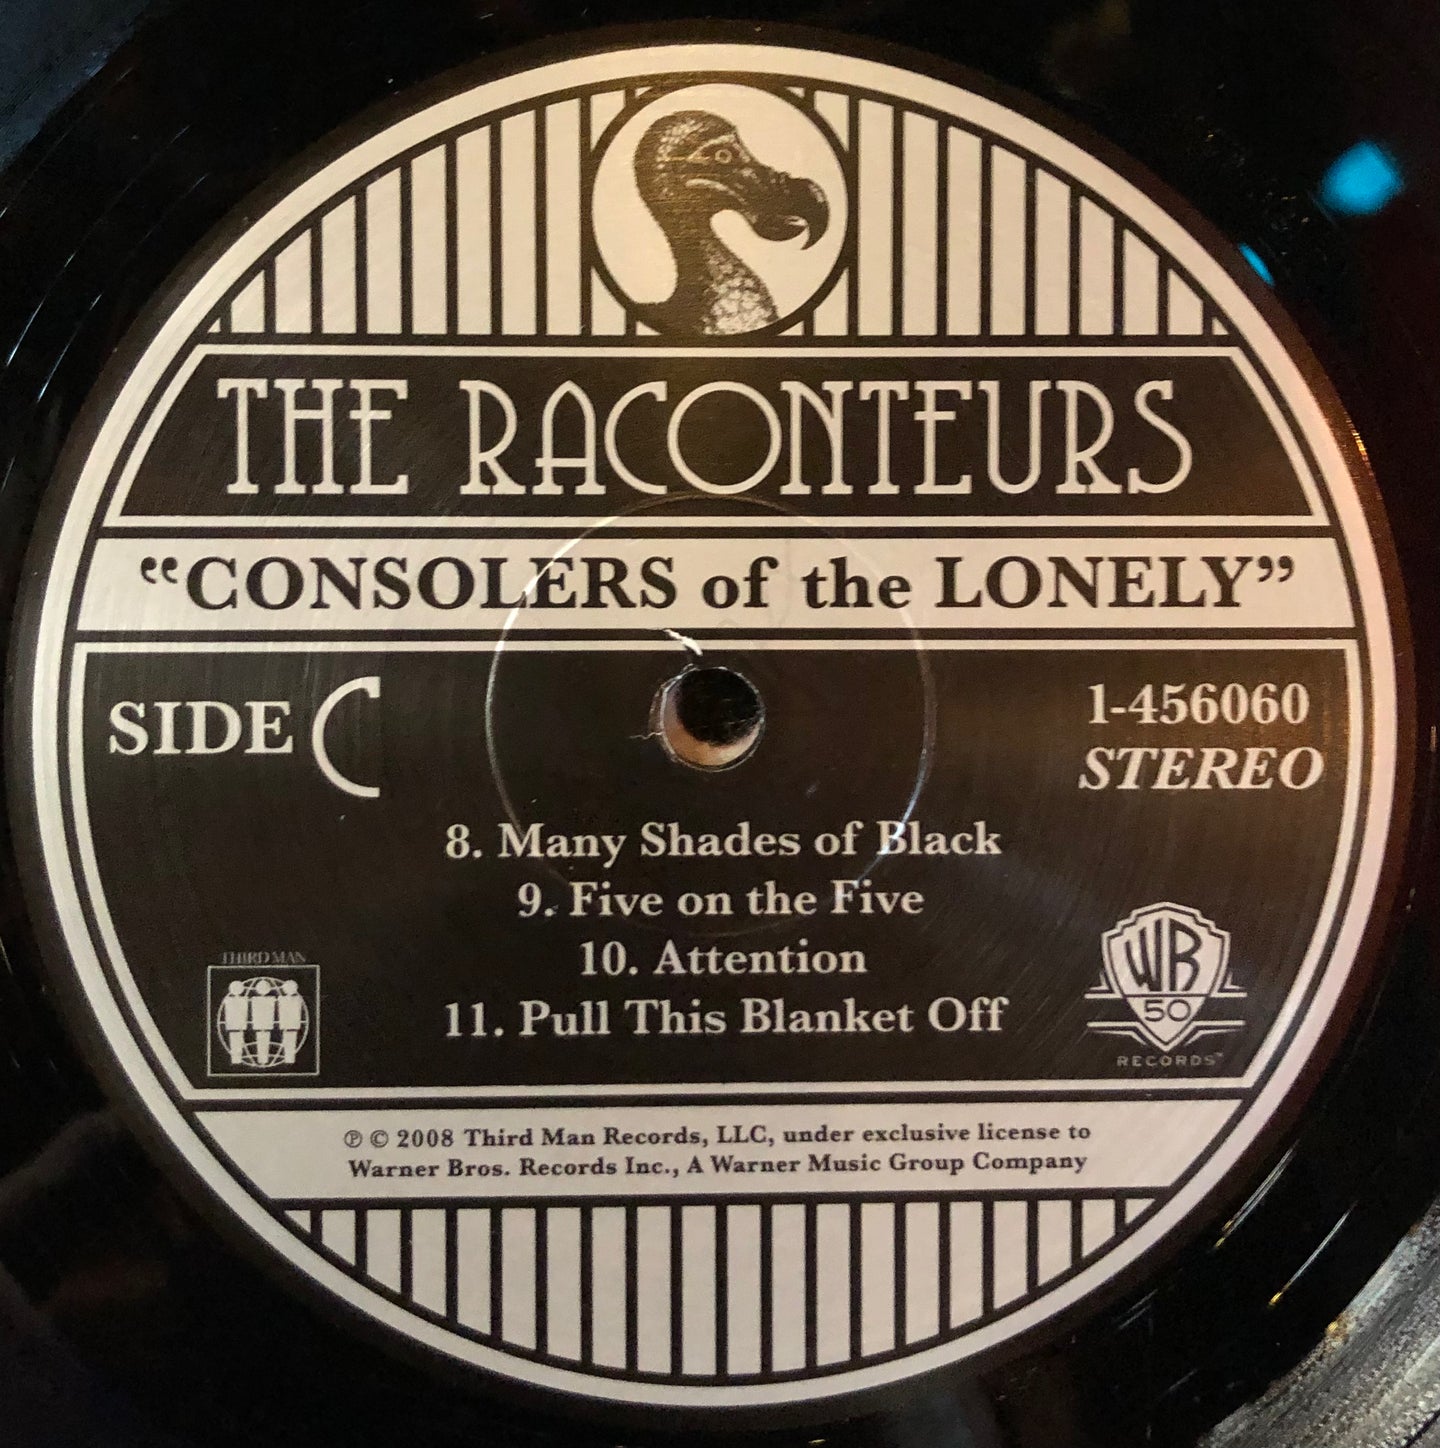 THE RACONTEURS
“CONSOLERS of the LONELY”
SIDE C
1-456060
STEREO
8. Many Shades of Black
9. Five on the Five
10. Attention
11. Pull This Blanket Off
THIRD MAN
WB
50
RECORDS™
℗ © 2008 Third Man Records, LLC, under exclusive license to
Warner Bros. Records Inc., A Warner Music Group Company